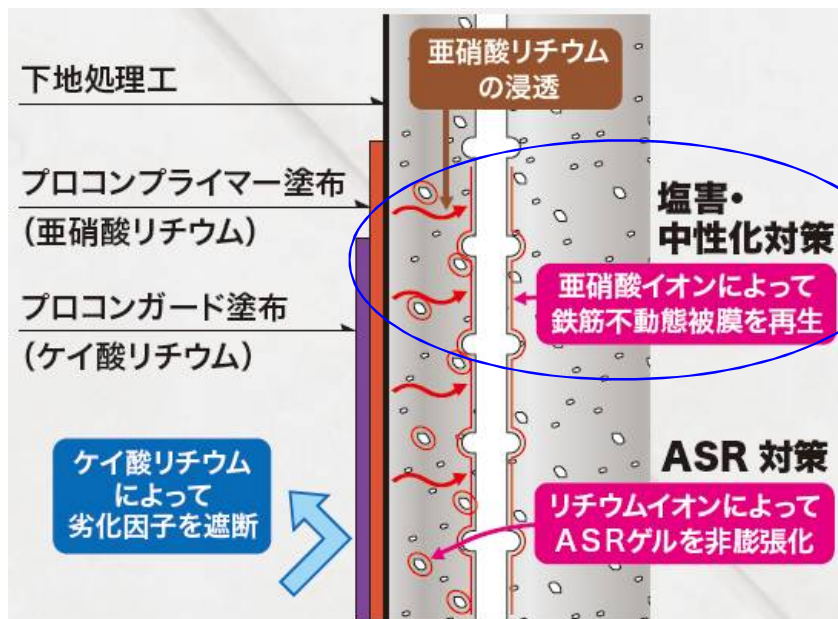 亜硝酸リチウム
の浸透
下地処理工
プロコンプライマー塗布
(亜硝酸リチウム)
プロコンガード塗布
(ケイ酸リチウム)
ケイ酸リチウム
によって
劣化因子を遮断
塩害・
中性化対策
亜硝酸イオンによって
鉄筋不動態被膜を再生
ASR 対策
リチウムイオンによって
ASRゲルを非膨張化